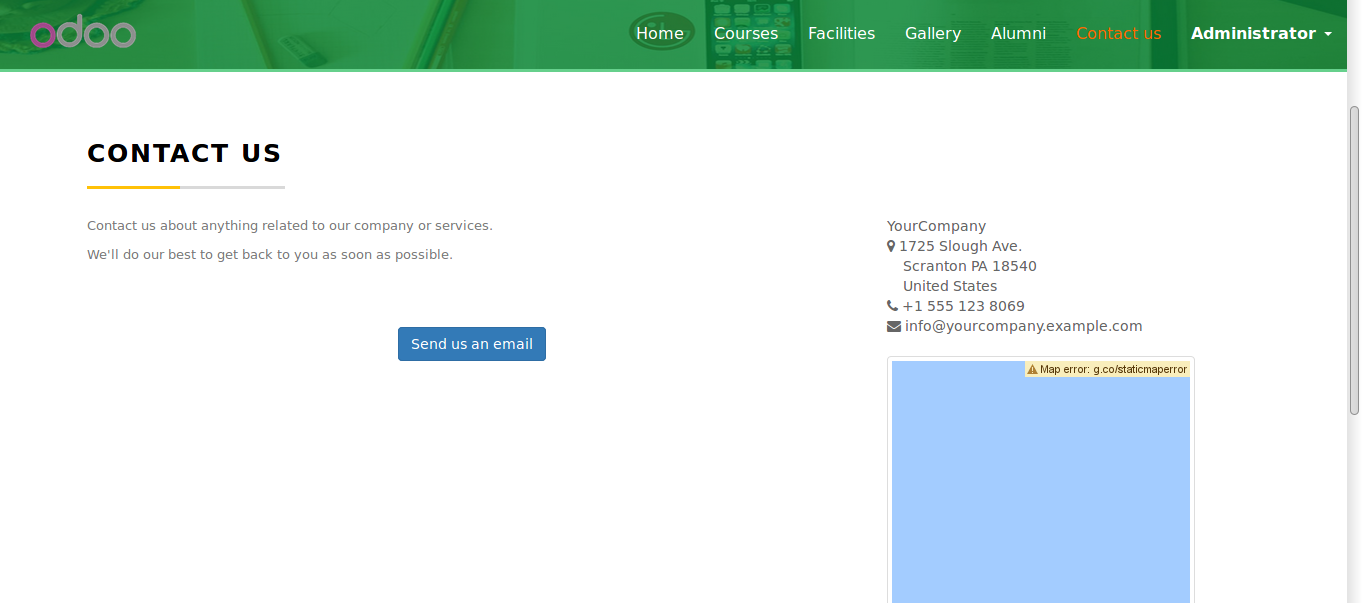 odoo
Home Courses Facilities Gallery Alumni Contact us Administrator
CONTACT US
Contact us about anything related to our company or services.
We'll do our best to get back to you as soon as possible.
Send us an email
YourCompany
1725 Slough Ave.
Scranton PA 18540
United States
+1 555 123 8069
info@yourcompany.example.com
Map error: g.co/staticmaperror